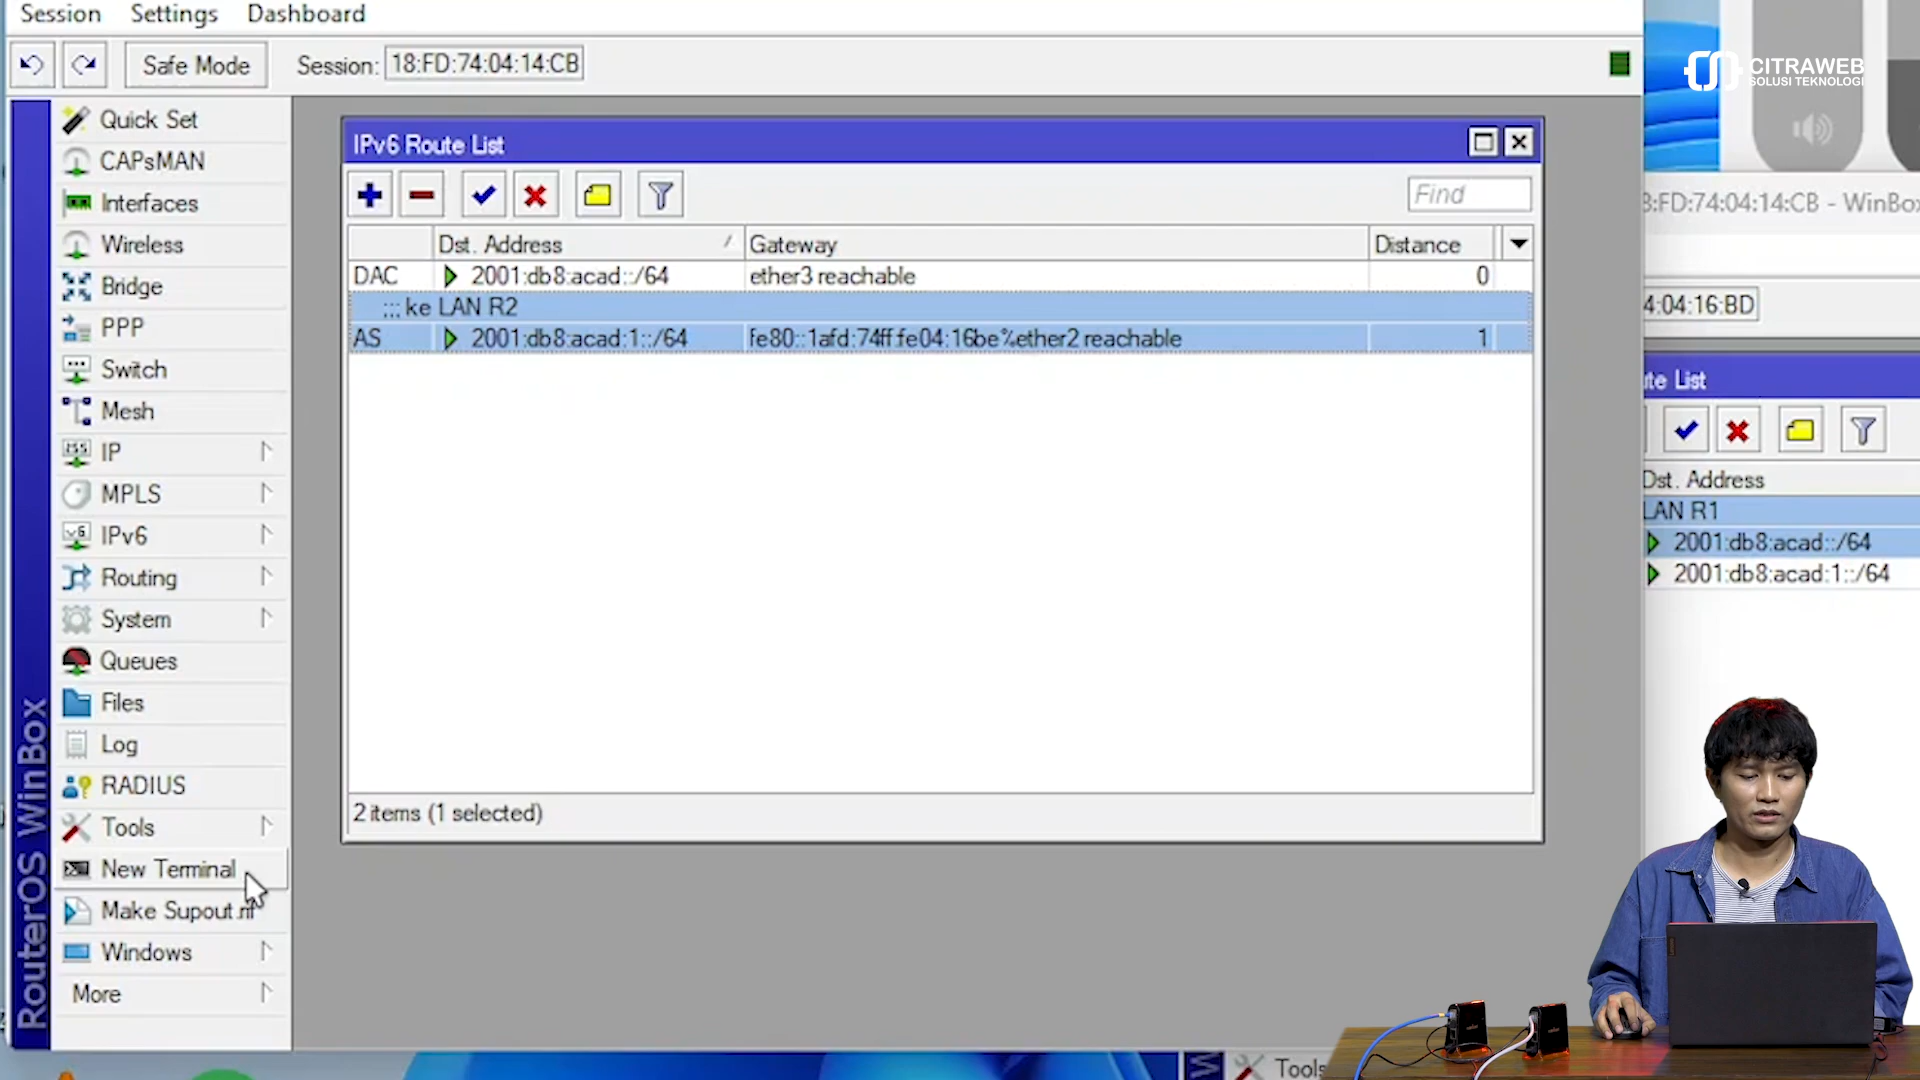 Session Settings Dashboard
Safe Mode Session: 18:FD:74:04:14:CB
CITRAWEB
SOLUSI TEKNOLOGI
Quick Set
CAPsMAN
Interfaces
Wireless
Bridge
PPP
Switch
Mesh
IP
MPLS
IPv6
Routing
System
Queues
Files
Log
RADIUS
Tools
New Terminal
Make Supout.rif
Windows
More
RouterOS WinBox
IPv6 Route List
Find
Dst. Address Gateway Distance
DAC 2001:db8:acad::/64 ether3 reachable 0
;;; ke LAN R2
AS 2001:db8:acad:1::/64 fe80::1afd:74ff:fe04:16be%ether2 reachable 1
2 items (1 selected)
:FD:74:04:14:CB - WinBox
4:04:16:BD
te List
Dst. Address
LAN R1
2001:db8:acad::/64
2001:db8:acad:1::/64
Tools